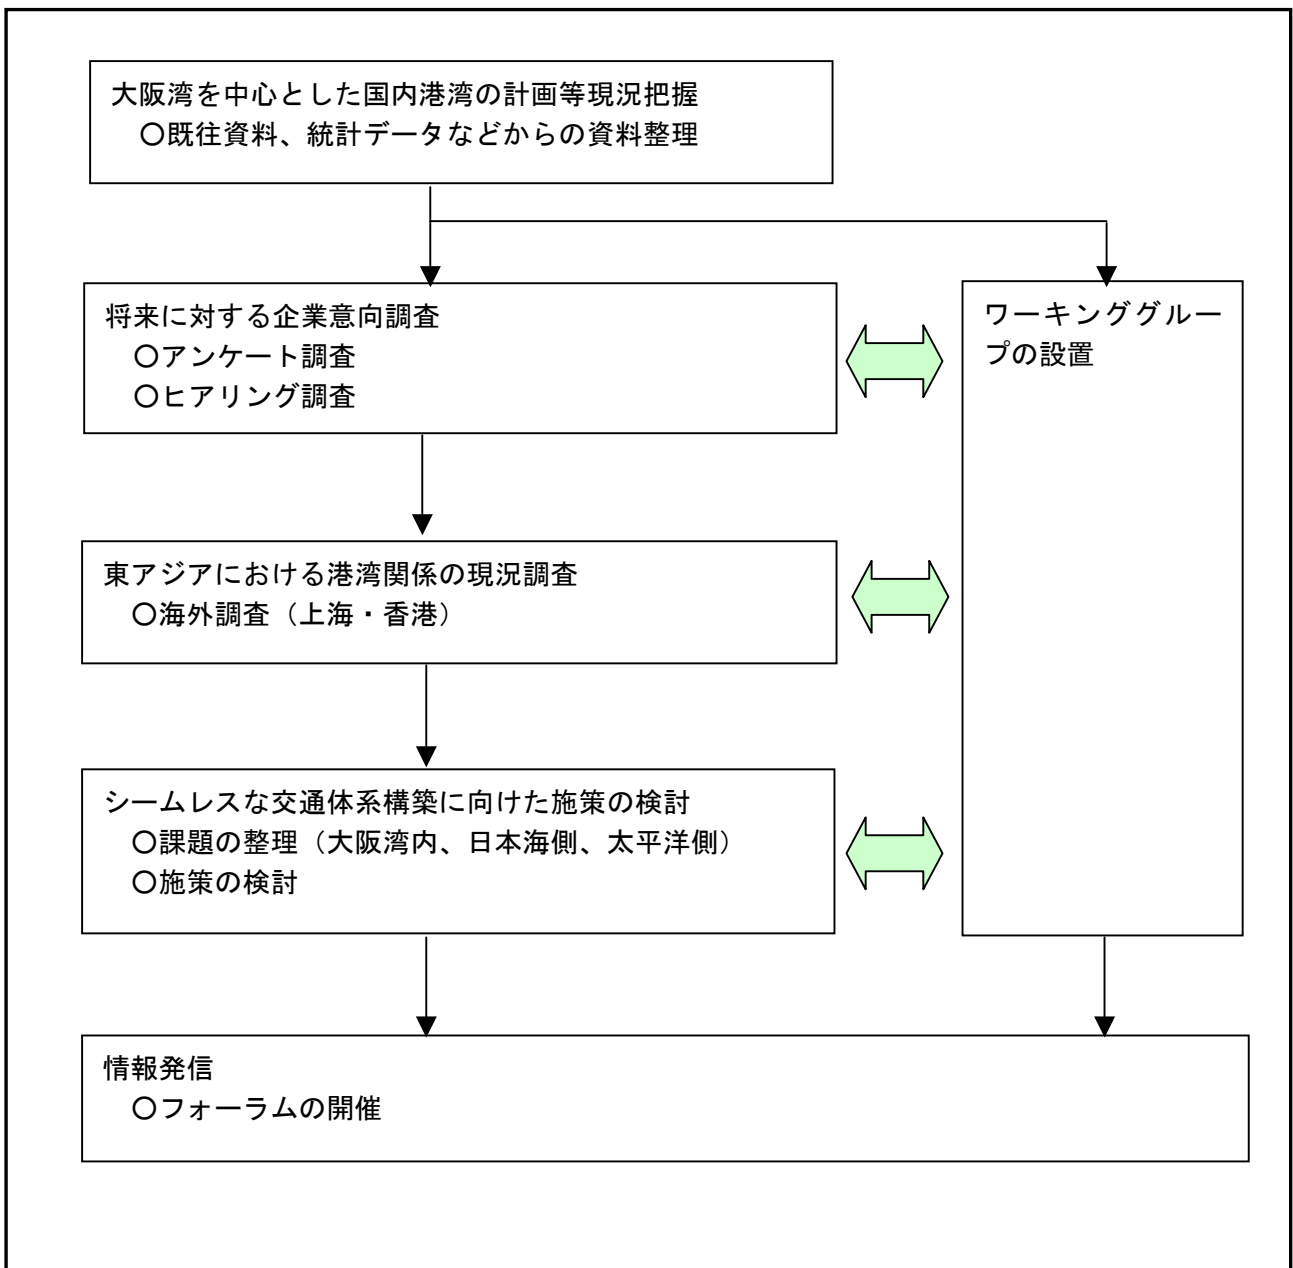 大阪湾を中心とした国内港湾の計画等現況把握
○既往資料、統計データなどからの資料整理
将来に対する企業意向調査
○アンケート調査
○ヒアリング調査
ワーキンググルー
プの設置
東アジアにおける港湾関係の現況調査
○海外調査（上海・香港）
シームレスな交通体系構築に向けた施策の検討
○課題の整理（大阪湾内、日本海側、太平洋側）
○施策の検討
情報発信
○フォーラムの開催